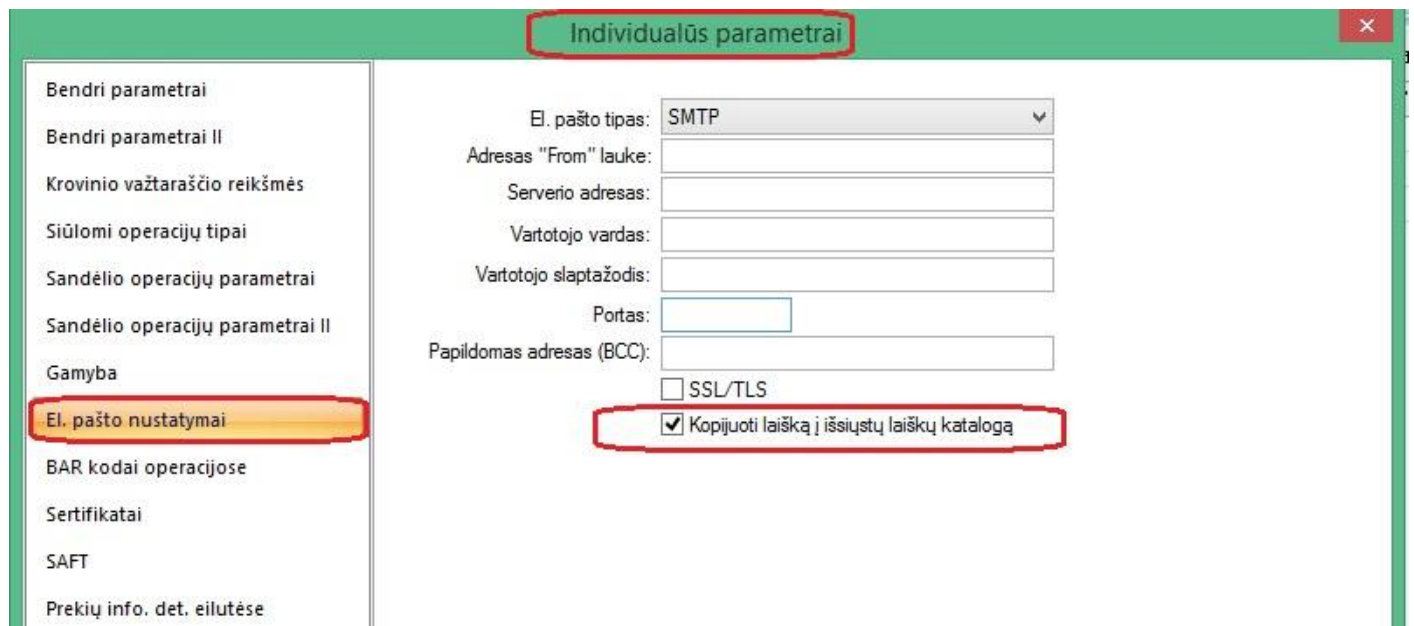 Individualūs parametrai
Bendri parametrai
Bendri parametrai II
Krovinio važtaraščio reikšmės
Siūlomi operacijų tipai
Sandėlio operacijų parametrai
Sandėlio operacijų parametrai II
Gamyba
El. pašto nustatymai
BAR kodai operacijose
Sertifikatai
SAFT
Prekių info. det. eilutėse
El. pašto tipas: SMTP
Adresas "From" lauke:
Serverio adresas:
Vartotojo vardas:
Vartotojo slaptažodis:
Portas:
Papildomas adresas (BCC):
SSL/TLS
Kopijuoti laišką į išsiųstų laiškų katalogą